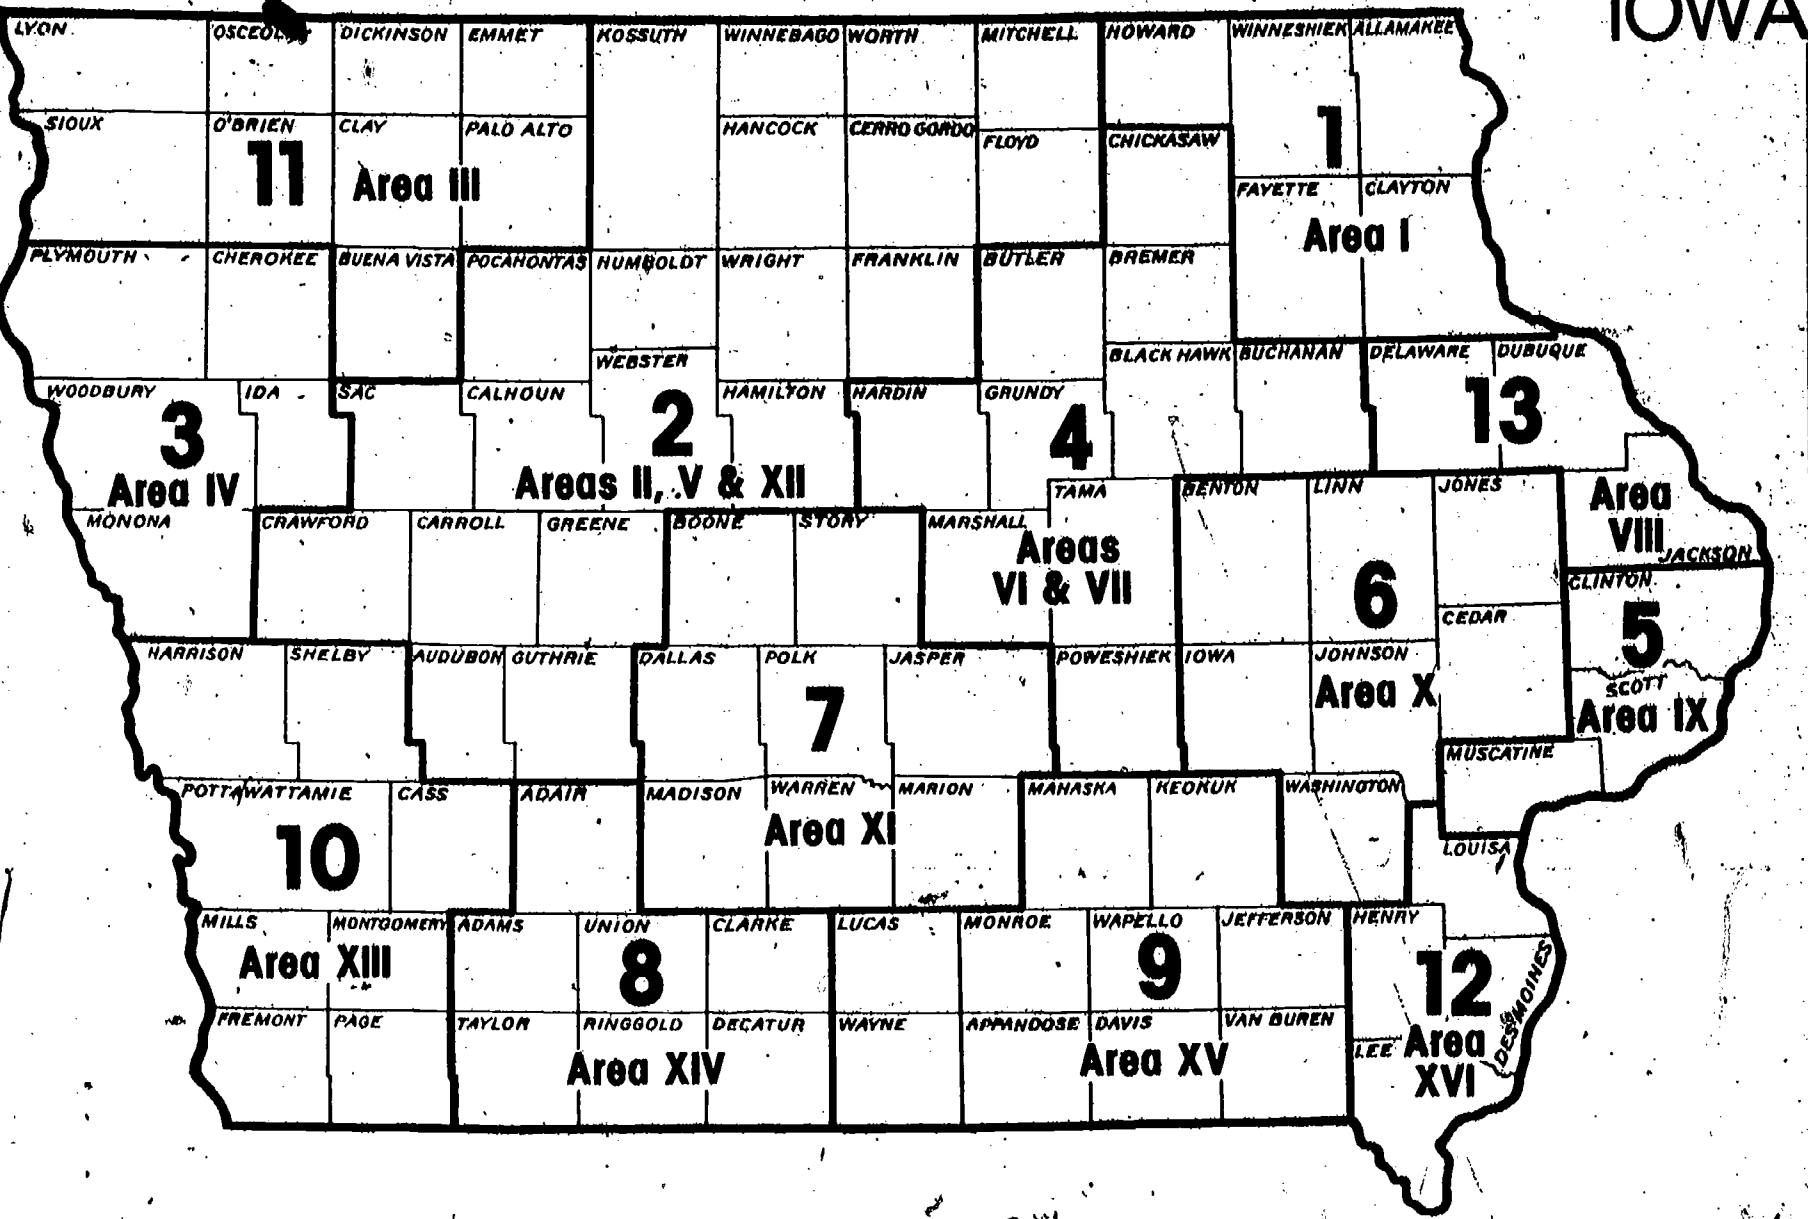 IOWA
LYON
OSCEOLA
DICKINSON
EMMET
KOSSUTH
WINNEBAGO
WORTH
MITCHELL
HOWARD
WINNESHIEK
ALLAMAKEE
SIOUX
O'BRIEN
CLAY
PALO ALTO
HANCOCK
CERRO GORDO
FLOYD
CHICKASAW
1
11
Area III
FAYETTE
CLAYTON
Area I
PLYMOUTH
CHEROKEE
BUENA VISTA
POCAHONTAS
HUMBOLDT
WRIGHT
FRANKLIN
BUTLER
BREMER
WEBSTER
BLACK HAWK
BUCHANAN
DELAWARE
DUBUQUE
WOODBURY
IDA
SAC
CALHOUN
HAMILTON
HARDIN
GRUNDY
3
2
4
13
Area IV
Areas II, V & XII
TAMA
BENTON
LINN
JONES
Area
VIII
JACKSON
MONONA
CRAWFORD
CARROLL
GREENE
BOONE
STORY
MARSHALL
Areas
VI & VII
6
CLINTON
5
CEDAR
HARRISON
SHELBY
AUDUBON
GUTHRIE
DALLAS
POLK
JASPER
POWESHIEK
IOWA
JOHNSON
Area X
SCOTT
Area IX
7
MUSCATINE
POTTAWATTAMIE
CASS
ADAIR
MADISON
WARREN
MARION
MAHASKA
KEOKUK
WASHINGTON
10
Area XI
LOUISA
MILLS
MONTGOMERY
ADAMS
UNION
CLARKE
LUCAS
MONROE
WAPELLO
JEFFERSON
HENRY
Area XIII
8
9
12
DES MOINES
FREMONT
PAGE
TAYLOR
RINGGOLD
DECATUR
WAYNE
APPANOOSE
DAVIS
VAN BUREN
LEE
Area
XVI
Area XIV
Area XV